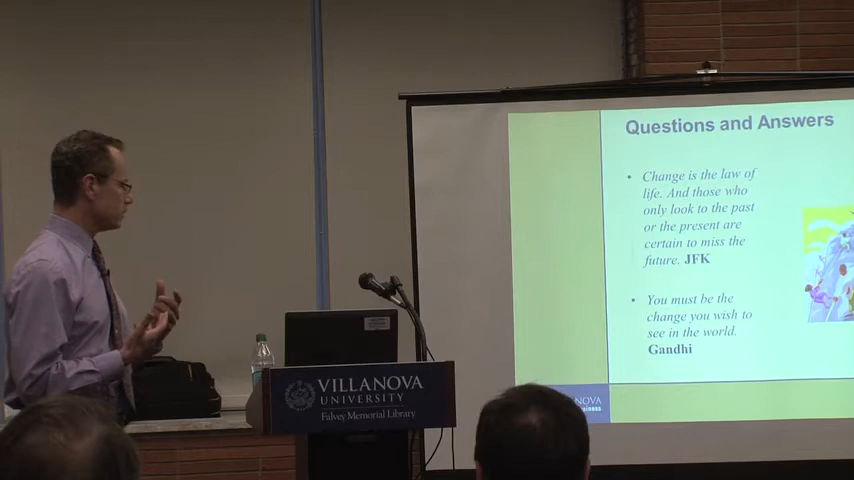 Questions and Answers
• Change is the law of
life. And those who
only look to the past
or the present are
certain to miss the
future. JFK
• You must be the
change you wish to
see in the world.
Gandhi
VILLANOVA
UNIVERSITY
Falvey Memorial Library
NOVA